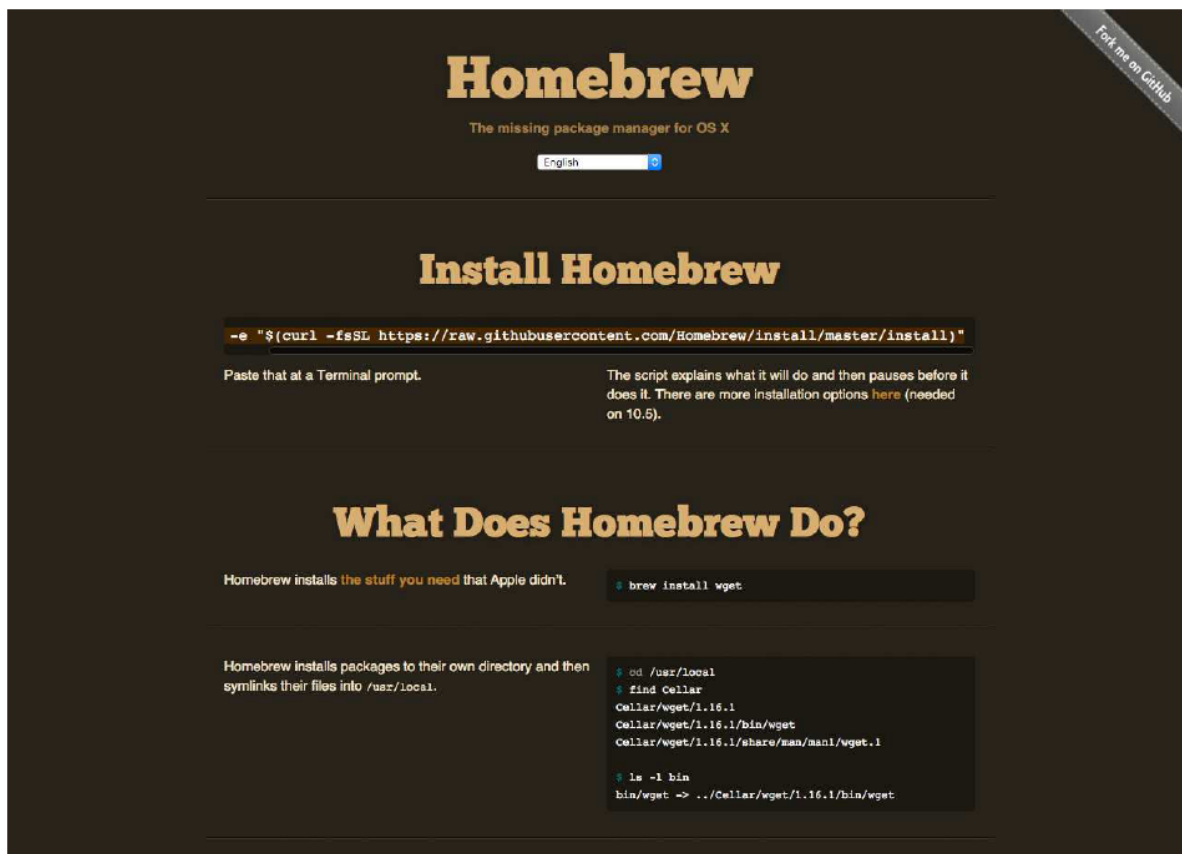 Fork me on GitHub
Homebrew
The missing package manager for OS X
English
Install Homebrew
-e "$(curl -fsSL https://raw.githubusercontent.com/Homebrew/install/master/install)"
Paste that at a Terminal prompt.
The script explains what it will do and then pauses before it
does it. There are more installation options here (needed
on 10.5).
What Does Homebrew Do?
Homebrew installs the stuff you need that Apple didn't.
$ brew install wget
Homebrew installs packages to their own directory and then
symlinks their files into /usr/local.
$ cd /usr/local
$ find Cellar
Cellar/wget/1.16.1
Cellar/wget/1.16.1/bin/wget
Cellar/wget/1.16.1/share/man/man1/wget.1
$ ls -l bin
bin/wget -> ../Cellar/wget/1.16.1/bin/wget